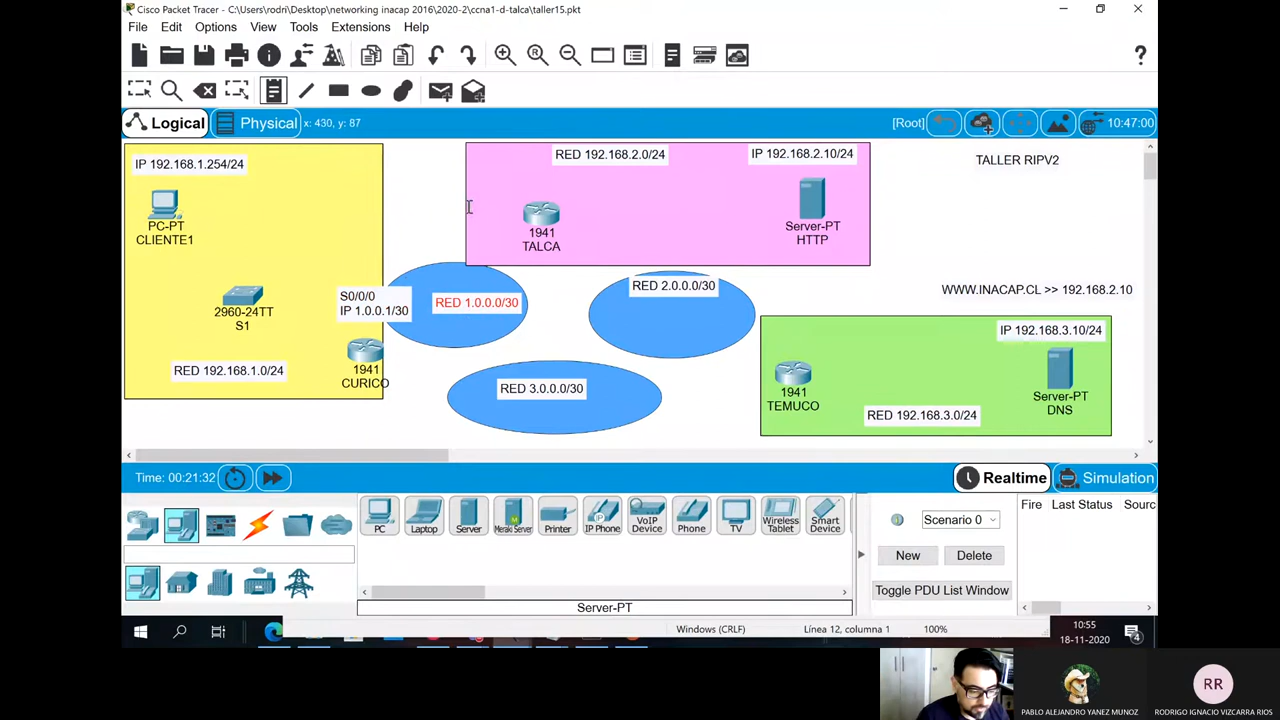 Cisco Packet Tracer - C:\Users\rodri\Desktop\networking inacap 2016\2020-2\ccna1-d-talca\taller15.pkt
File Edit Options View Tools Extensions Help
Logical Physical x: 430, y: 87 [Root] 10:47:00
IP 192.168.1.254/24
PC-PT
CLIENTE1
2960-24TT
S1
RED 192.168.1.0/24
S0/0/0
IP 1.0.0.1/30
1941
CURICO
RED 1.0.0.0/30
RED 192.168.2.0/24
IP 192.168.2.10/24
1941
TALCA
Server-PT
HTTP
TALLER RIPV2
RED 2.0.0.0/30
WWW.INACAP.CL >> 192.168.2.10
RED 3.0.0.0/30
IP 192.168.3.10/24
1941
TEMUCO
Server-PT
DNS
RED 192.168.3.0/24
Time: 00:21:32 Realtime Simulation
PC Laptop Server Meraki Server Printer IP Phone VoIP Device Phone TV Wireless Tablet Smart Device
Server-PT
Scenario 0
New Delete
Toggle PDU List Window
Fire Last Status Sourc
Windows (CRLF) Línea 12, columna 1 100%
10:55
18-11-2020
4
RR
PABLO ALEJANDRO YANEZ MUNOZ
RODRIGO IGNACIO VIZCARRA RIOS